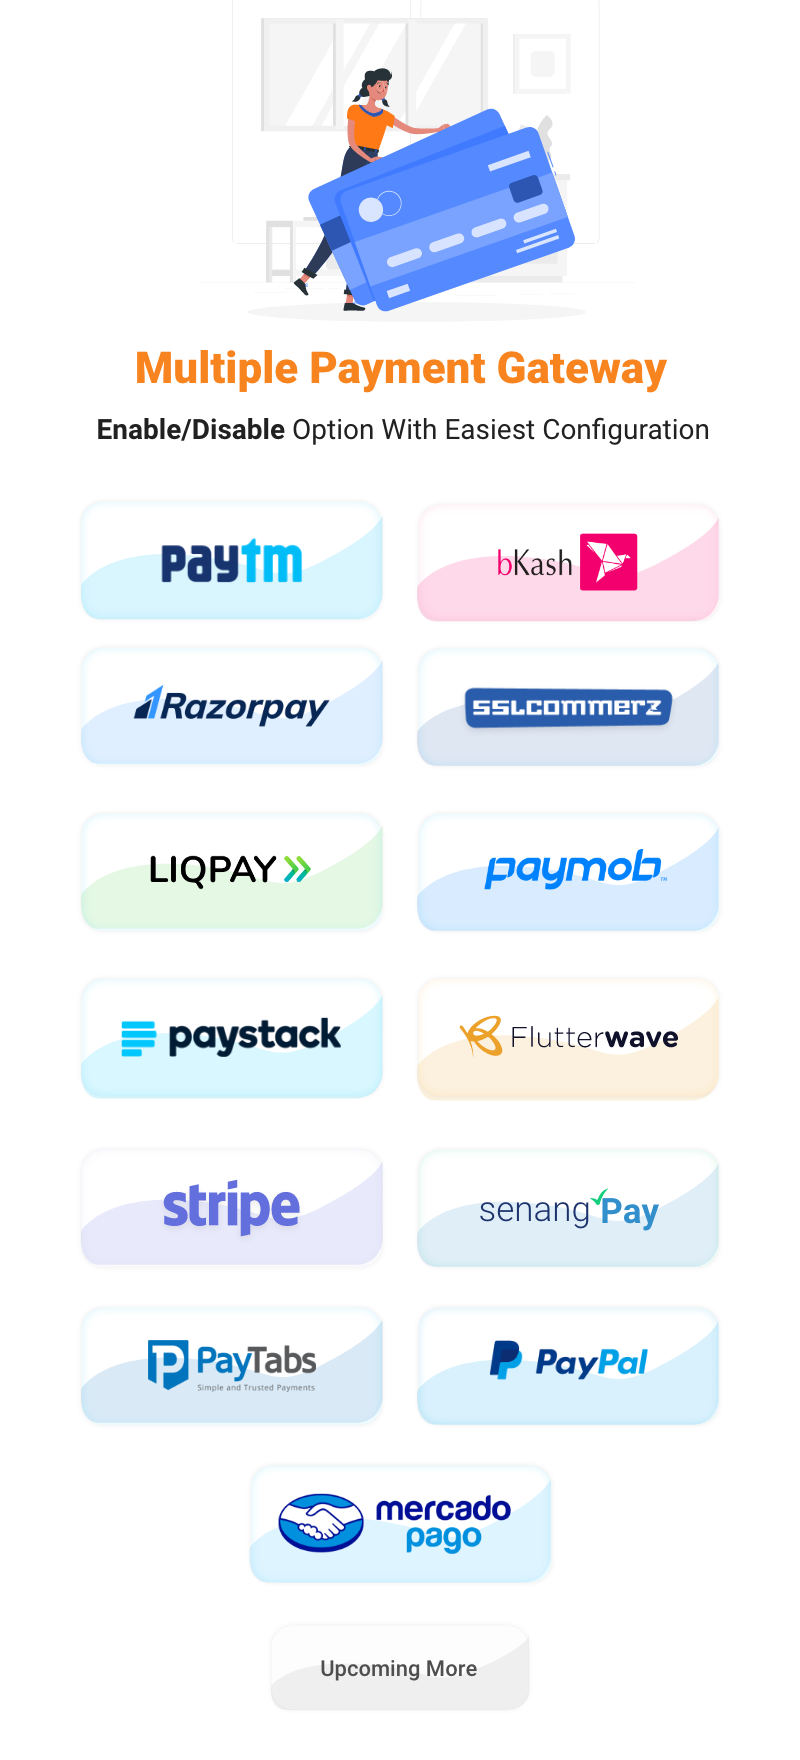 Multiple Payment Gateway
Enable/Disable Option With Easiest Configuration
paytm
bKash
Razorpay
SSLCOMMERZ
LIQPAY
paymob™
paystack
Flutterwave
stripe
senangPay
PayTabs
Simple and Trusted Payments
PayPal
mercado
pago
Upcoming More